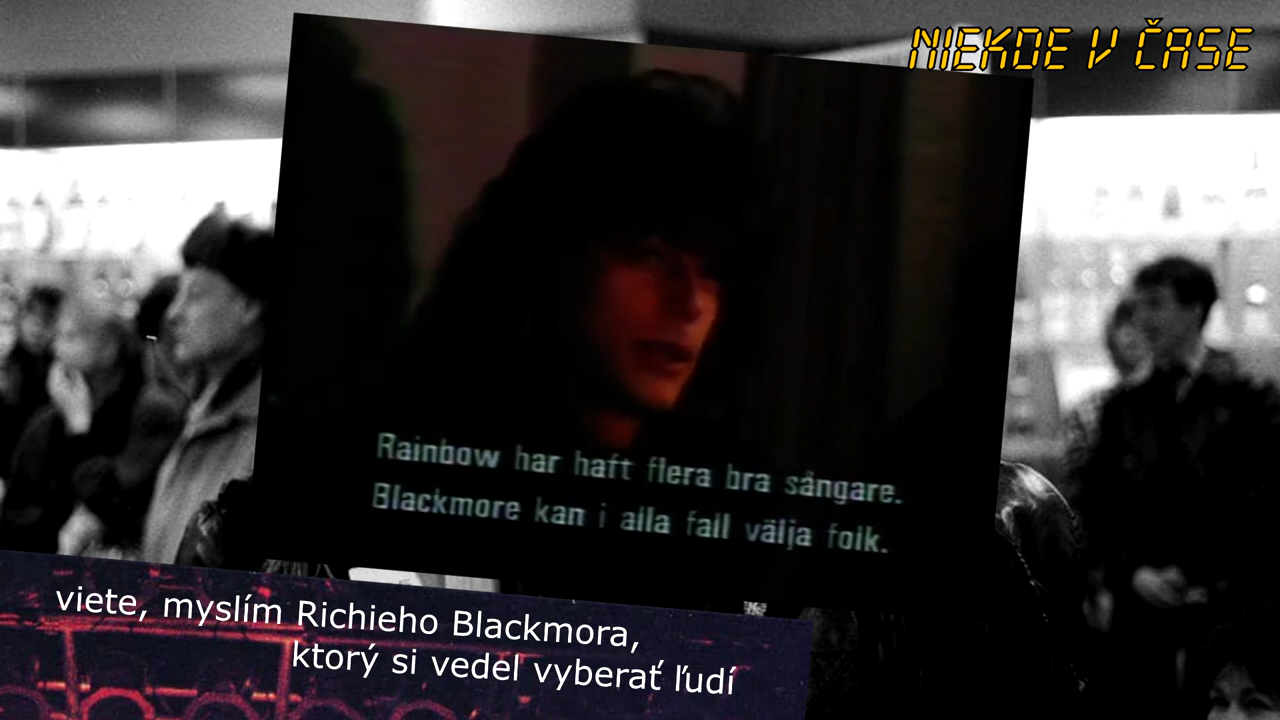 NIEKDE V ČASE
Rainbow har haft flera bra sångare.
Blackmore kan i alla fall välja folk.
viete, myslím Richieho Blackmora,
ktorý si vedel vyberať ľudí